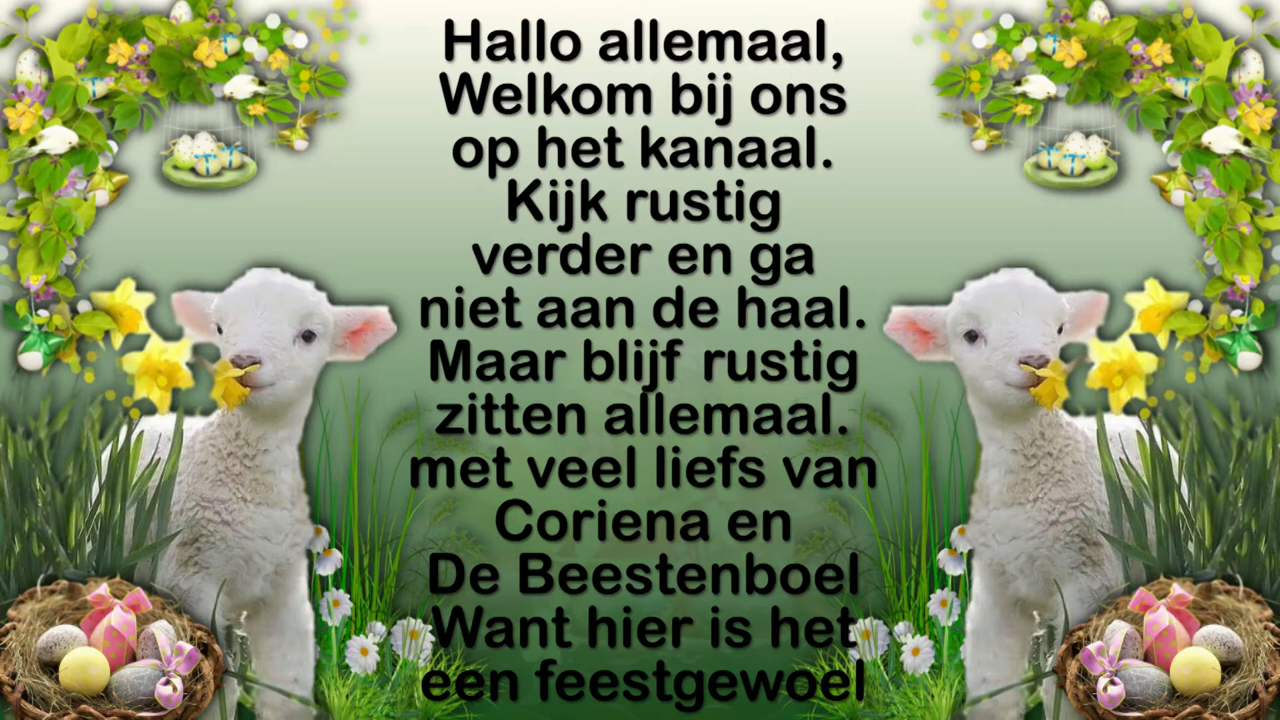 Hallo allemaal,
Welkom bij ons
op het kanaal.
Kijk rustig
verder en ga
niet aan de haal.
Maar blijf rustig
zitten allemaal.
met veel liefs van
Coriena en
De Beestenboel
Want hier is het
een feestgewoel